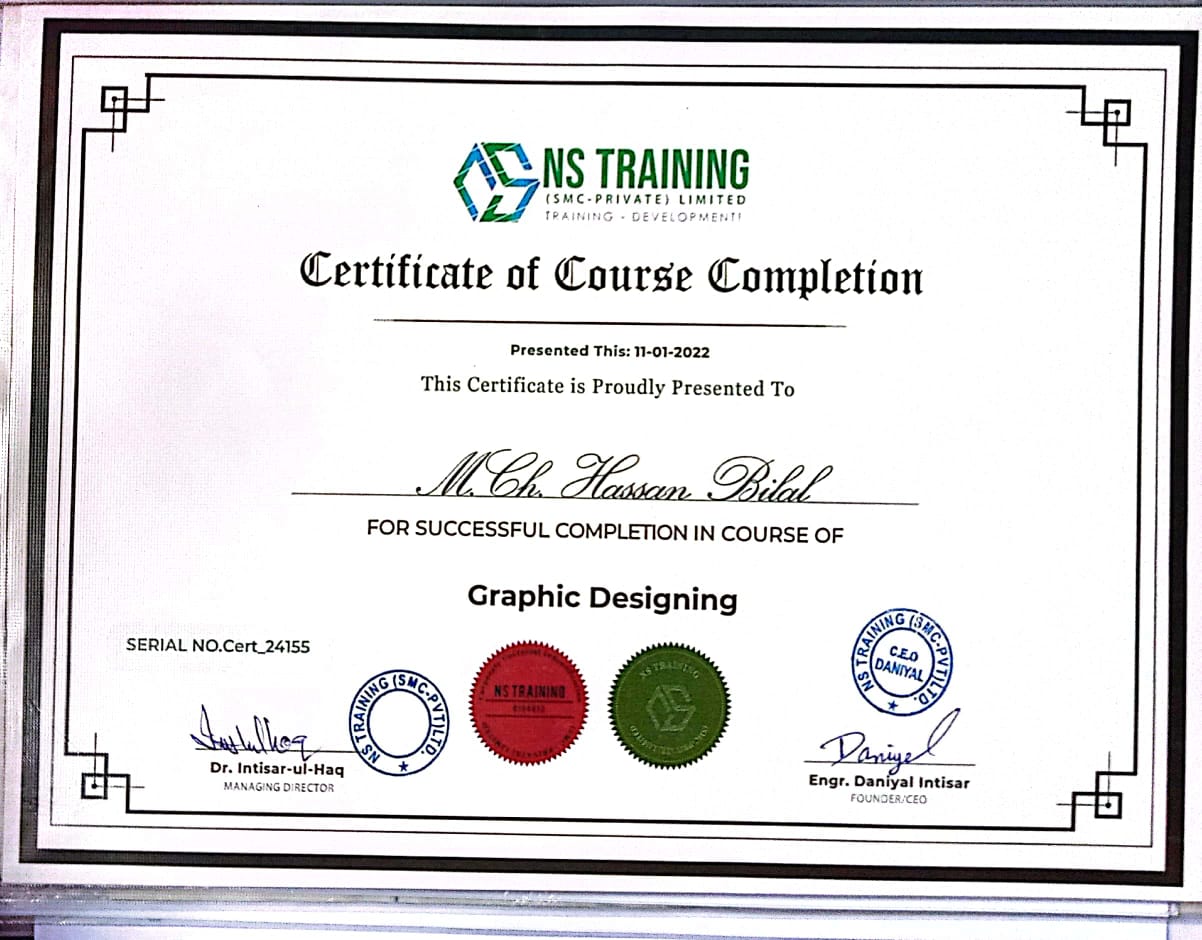 NS TRAINING
(SMC-PRIVATE) LIMITED
TRAINING - DEVELOPMENT!
Certificate of Course Completion
Presented This: 11-01-2022
This Certificate is Proudly Presented To
M. Ch. Hassan Bilal
FOR SUCCESSFUL COMPLETION IN COURSE OF
Graphic Designing
SERIAL NO.Cert_24155
NS TRAINING (SMC-PVT)LTD.
NS TRAINING
NS TRAINING
NS TRAINING (SMC-PVT)LTD.
C.E.O
DANIYAL
Dr. Intisar-ul-Haq
MANAGING DIRECTOR
Daniyel
Engr. Daniyal Intisar
FOUNDER/CEO